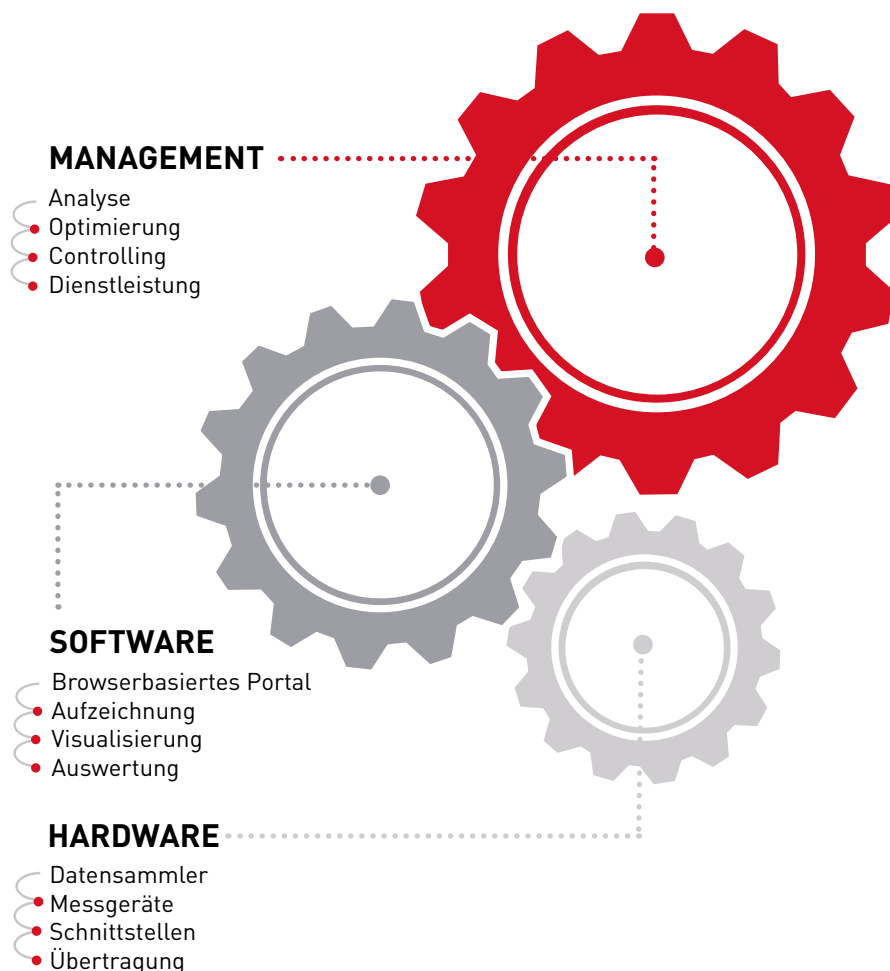 MANAGEMENT
Analyse
Optimierung
Controlling
Dienstleistung
SOFTWARE
Browserbasiertes Portal
Aufzeichnung
Visualisierung
Auswertung
HARDWARE
Datensammler
Messgeräte
Schnittstellen
Übertragung